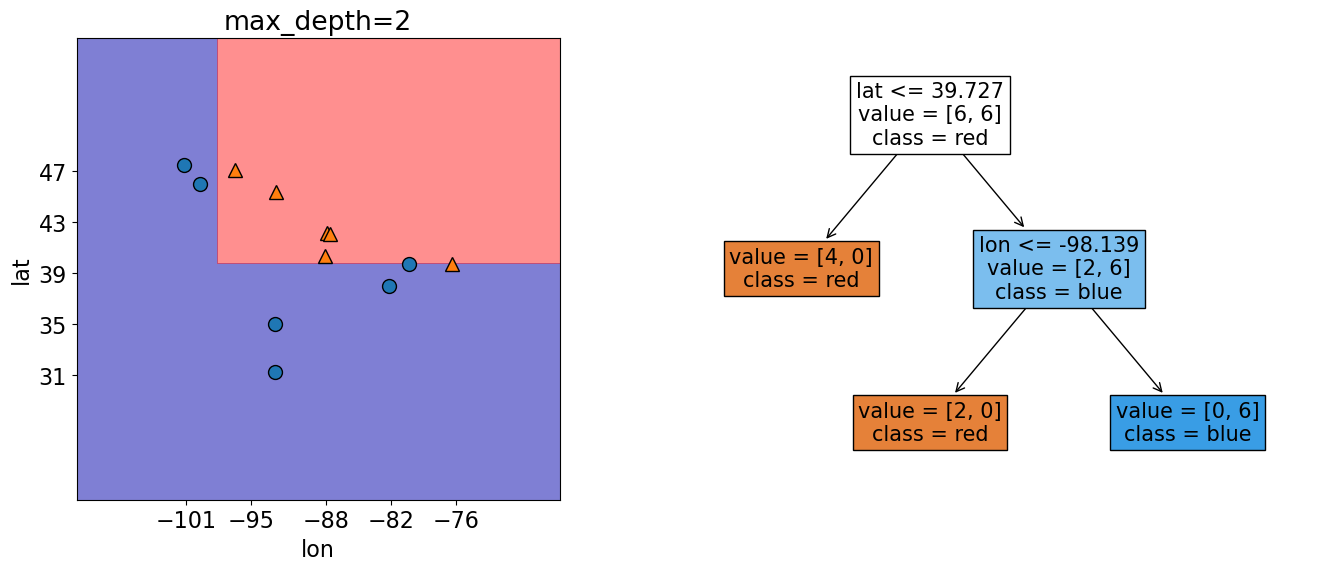 max_depth=2
lat
47
43
39
35
31
−101
−95
−88
−82
−76
lon
lat <= 39.727
value = [6, 6]
class = red
value = [4, 0]
class = red
lon <= -98.139
value = [2, 6]
class = blue
value = [2, 0]
class = red
value = [0, 6]
class = blue